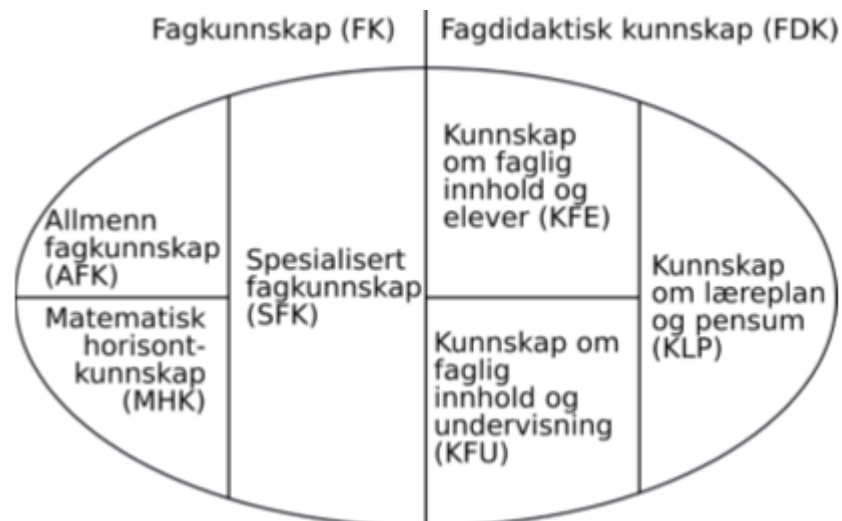 Fagkunnskap (FK)
Fagdidaktisk kunnskap (FDK)
Allmenn
fagkunnskap
(AFK)
Matematisk
horisont-
kunnskap
(MHK)
Spesialisert
fagkunnskap
(SFK)
Kunnskap
om faglig
innhold og
elever (KFE)
Kunnskap om
faglig
innhold og
undervisning
(KFU)
Kunnskap
om læreplan
og pensum
(KLP)